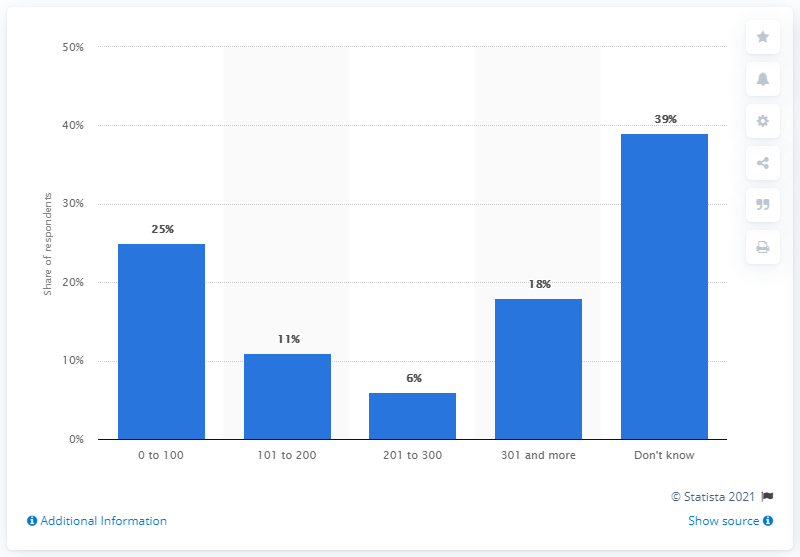 50%
40%
30%
20%
10%
0%
Share of respondents
25%
11%
6%
18%
39%
0 to 100
101 to 200
201 to 300
301 and more
Don't know
© Statista 2021
Additional Information
Show source